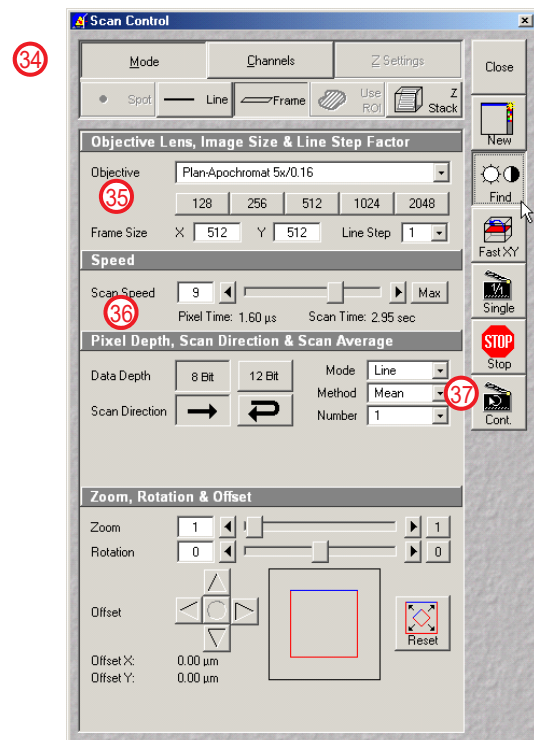 Scan Control
34
Mode Channels Z Settings Close
Spot Line Frame Use ROI Z Stack
New
Objective Lens, Image Size & Line Step Factor
Objective Plan-Apochromat 5x/0.16
35
128 256 512 1024 2048
Find
Frame Size X 512 Y 512 Line Step 1
Fast XY
Speed
Scan Speed 9 Max
36
Pixel Time: 1.60 µs Scan Time: 2.95 sec
1/1
Single
Pixel Depth, Scan Direction & Scan Average
STOP
Stop
Data Depth 8 Bit 12 Bit Mode Line
Method Mean
37
Scan Direction Number 1
Cont.
Zoom, Rotation & Offset
Zoom 1 1
Rotation 0 0
Offset
Reset
Offset X: 0.00 µm
Offset Y: 0.00 µm